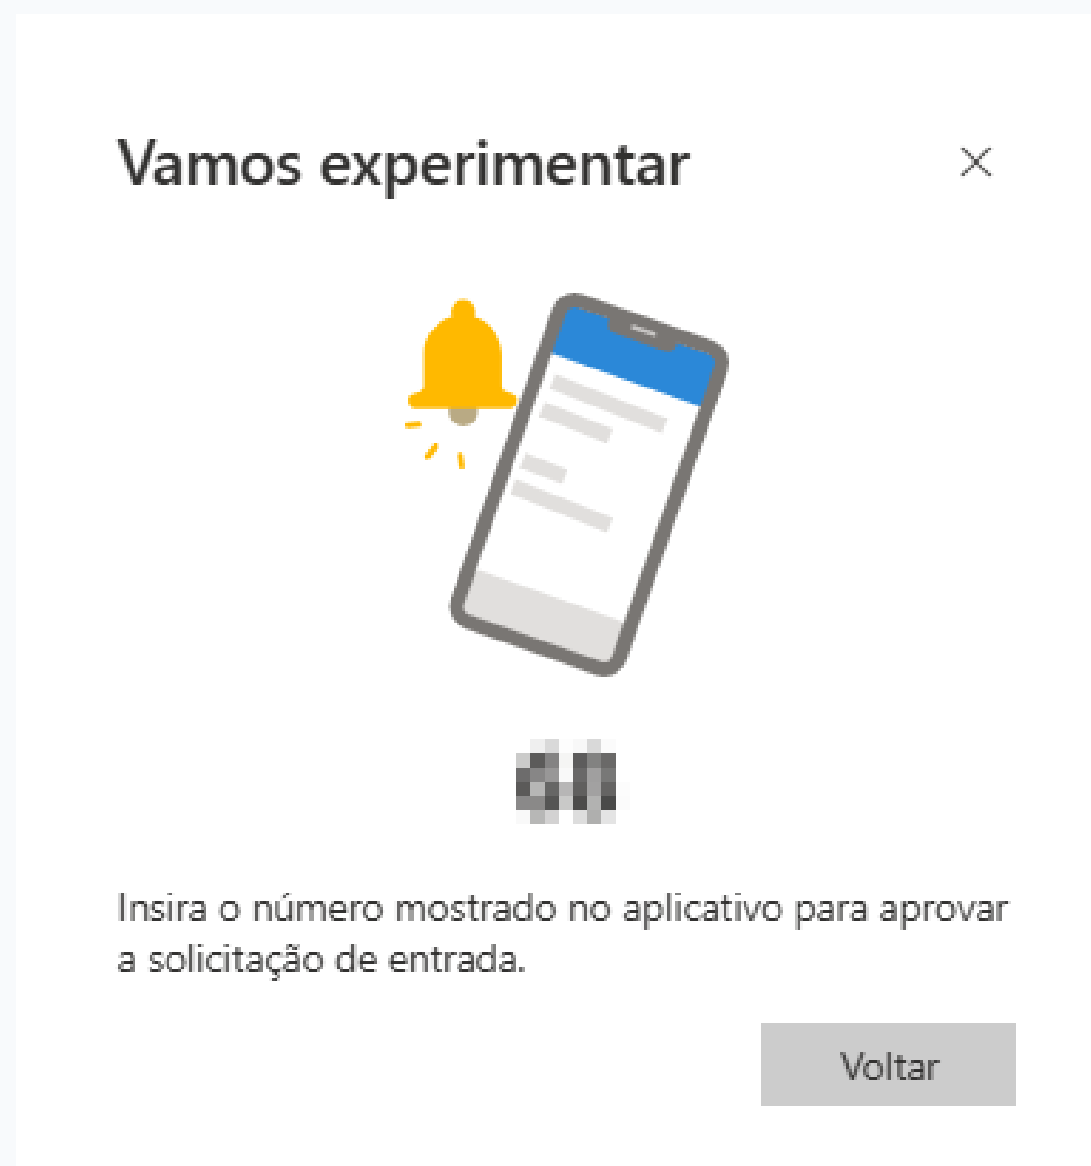 Vamos experimentar
Insira o número mostrado no aplicativo para aprovar
a solicitação de entrada.
Voltar